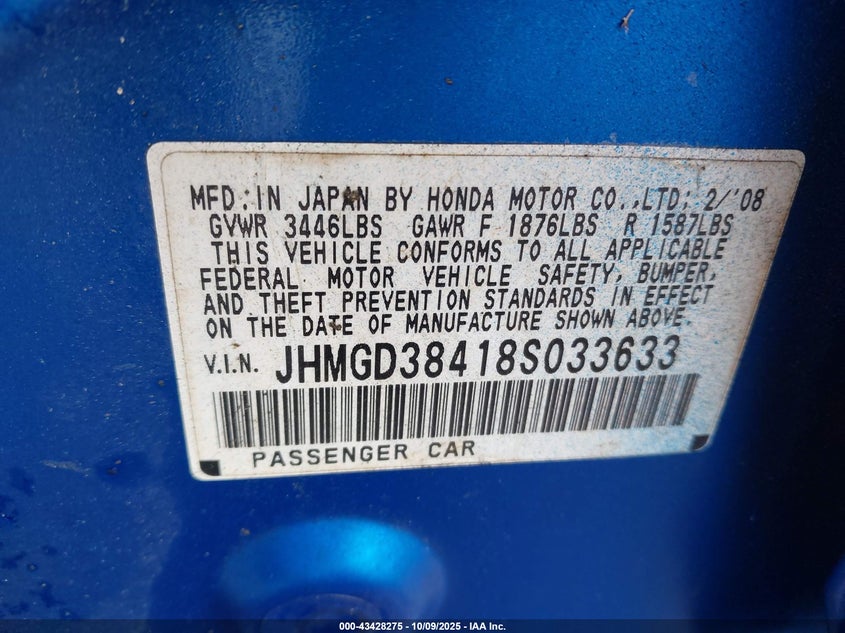 MFD. IN JAPAN BY HONDA MOTOR CO.,LTD; 2/'08
GVWR 3446LBS GAWR F 1876LBS R 1587LBS
THIS VEHICLE CONFORMS TO ALL APPLICABLE
FEDERAL MOTOR VEHICLE SAFETY, BUMPER,
AND THEFT PREVENTION STANDARDS IN EFFECT
ON THE DATE OF MANUFACTURE SHOWN ABOVE.
V.I.N. JHMGD38418S033633
PASSENGER CAR
000-43428275 - 10/09/2025 - IAA Inc.